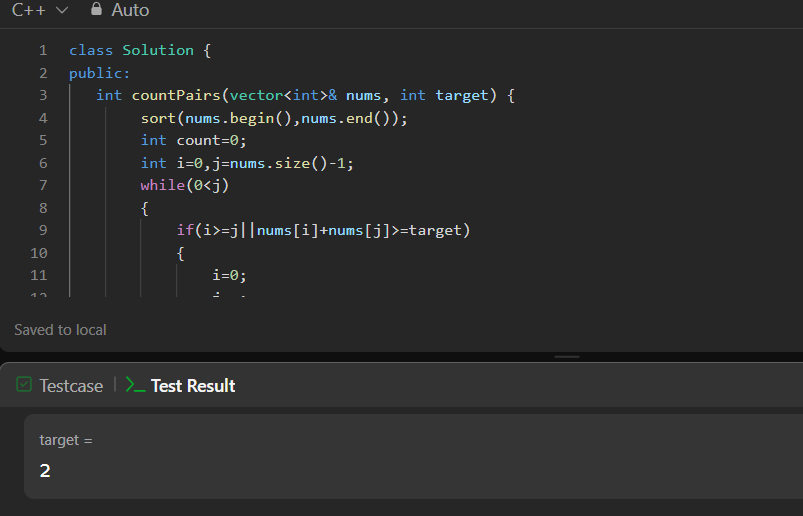 C++ Auto
1 class Solution {
2 public:
3 int countPairs(vector<int>& nums, int target) {
4 sort(nums.begin(),nums.end());
5 int count=0;
6 int i=0,j=nums.size()-1;
7 while(0<j)
8 {
9 if(i>=j||nums[i]+nums[j]>=target)
10 {
11 i=0;
Saved to local
Testcase | >_ Test Result
target =
2